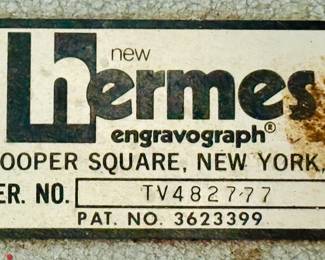 new
hermes
engravograph®
OOPER SQUARE, NEW YORK,
ER. NO. TV482777
PAT. NO. 3623399